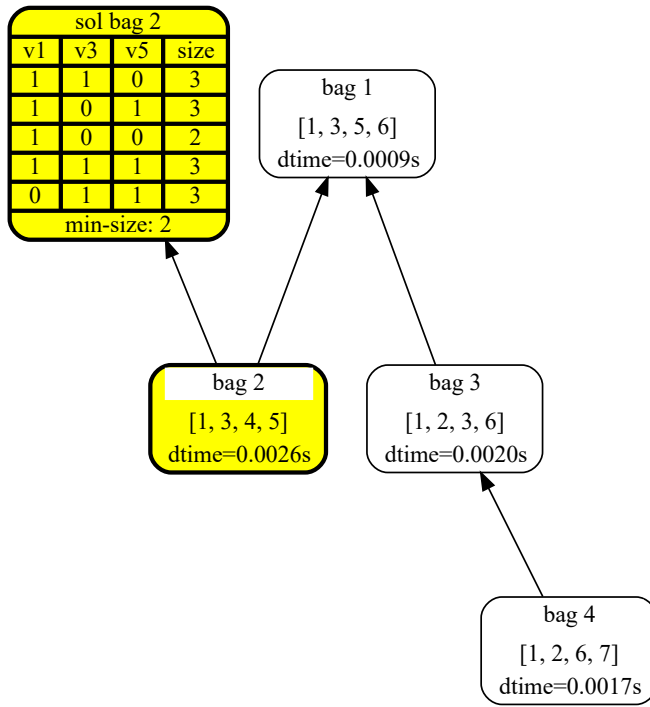 sol bag 2
v1 v3 v5 size
1 1 0 3
1 0 1 3
1 0 0 2
1 1 1 3
0 1 1 3
min-size: 2
bag 1
[1, 3, 5, 6]
dtime=0.0009s
bag 2
[1, 3, 4, 5]
dtime=0.0026s
bag 3
[1, 2, 3, 6]
dtime=0.0020s
bag 4
[1, 2, 6, 7]
dtime=0.0017s